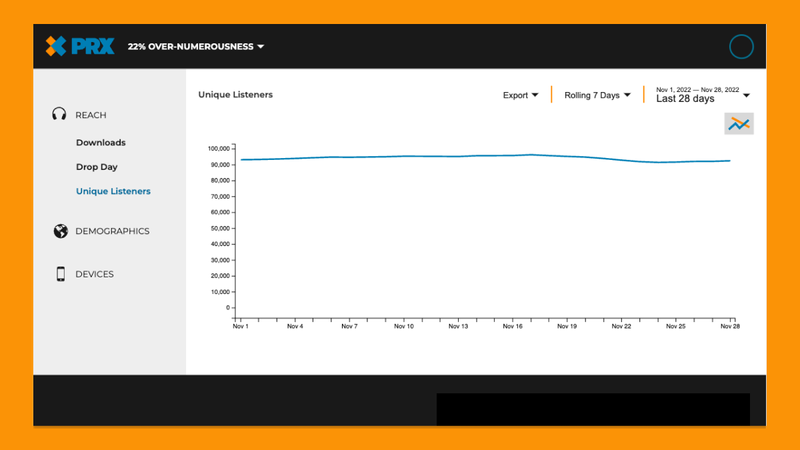 PRX
22% OVER-NUMEROUSNESS
REACH
Downloads
Drop Day
Unique Listeners
DEMOGRAPHICS
DEVICES
Unique Listeners
Export
Rolling 7 Days
Nov 1, 2022 — Nov 28, 2022
Last 28 days
100,000
90,000
80,000
70,000
60,000
50,000
40,000
30,000
20,000
10,000
0
Nov 1 Nov 4 Nov 7 Nov 10 Nov 13 Nov 16 Nov 19 Nov 22 Nov 25 Nov 28